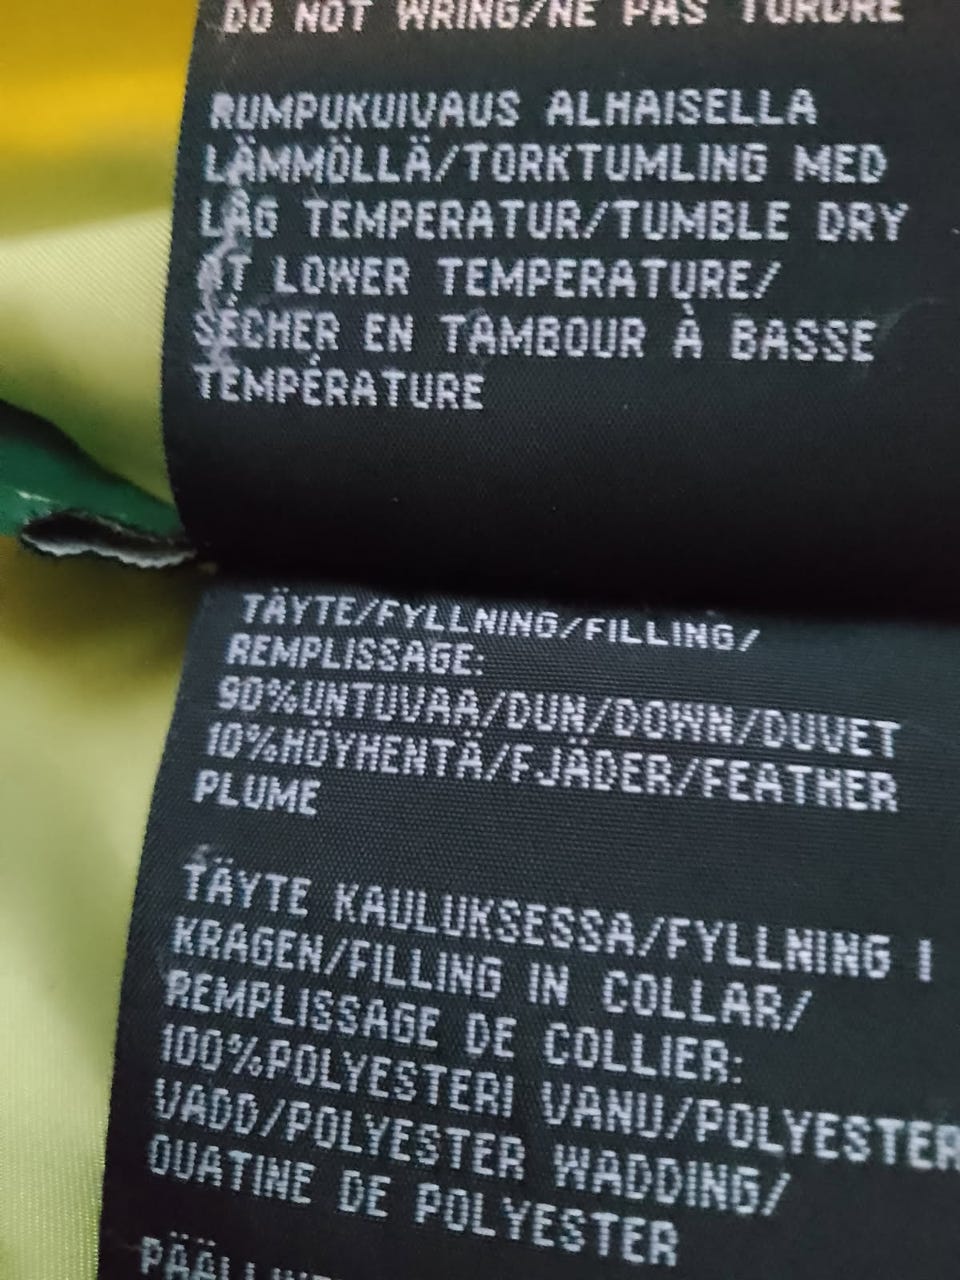 DO NOT WRING/NE PAS TORDRE
RUMPUKUIVAUS ALHAISELLA
LÄMMÖLLÄ/TORKTUMLING MED
LÅG TEMPERATUR/TUMBLE DRY
AT LOWER TEMPERATURE/
SÉCHER EN TAMBOUR À BASSE
TEMPÉRATURE
TÄYTE/FYLLNING/FILLING/
REMPLISSAGE:
90%UNTUVAA/DUN/DOWN/DUVET
10%HÖYHENTÄ/FJÄDER/FEATHER
PLUME
TÄYTE KAULUKSESSA/FYLLNING I
KRAGEN/FILLING IN COLLAR/
REMPLISSAGE DE COLLIER:
100%POLYESTERI VANU/POLYESTER
VADD/POLYESTER WADDING/
OUATINE DE POLYESTER